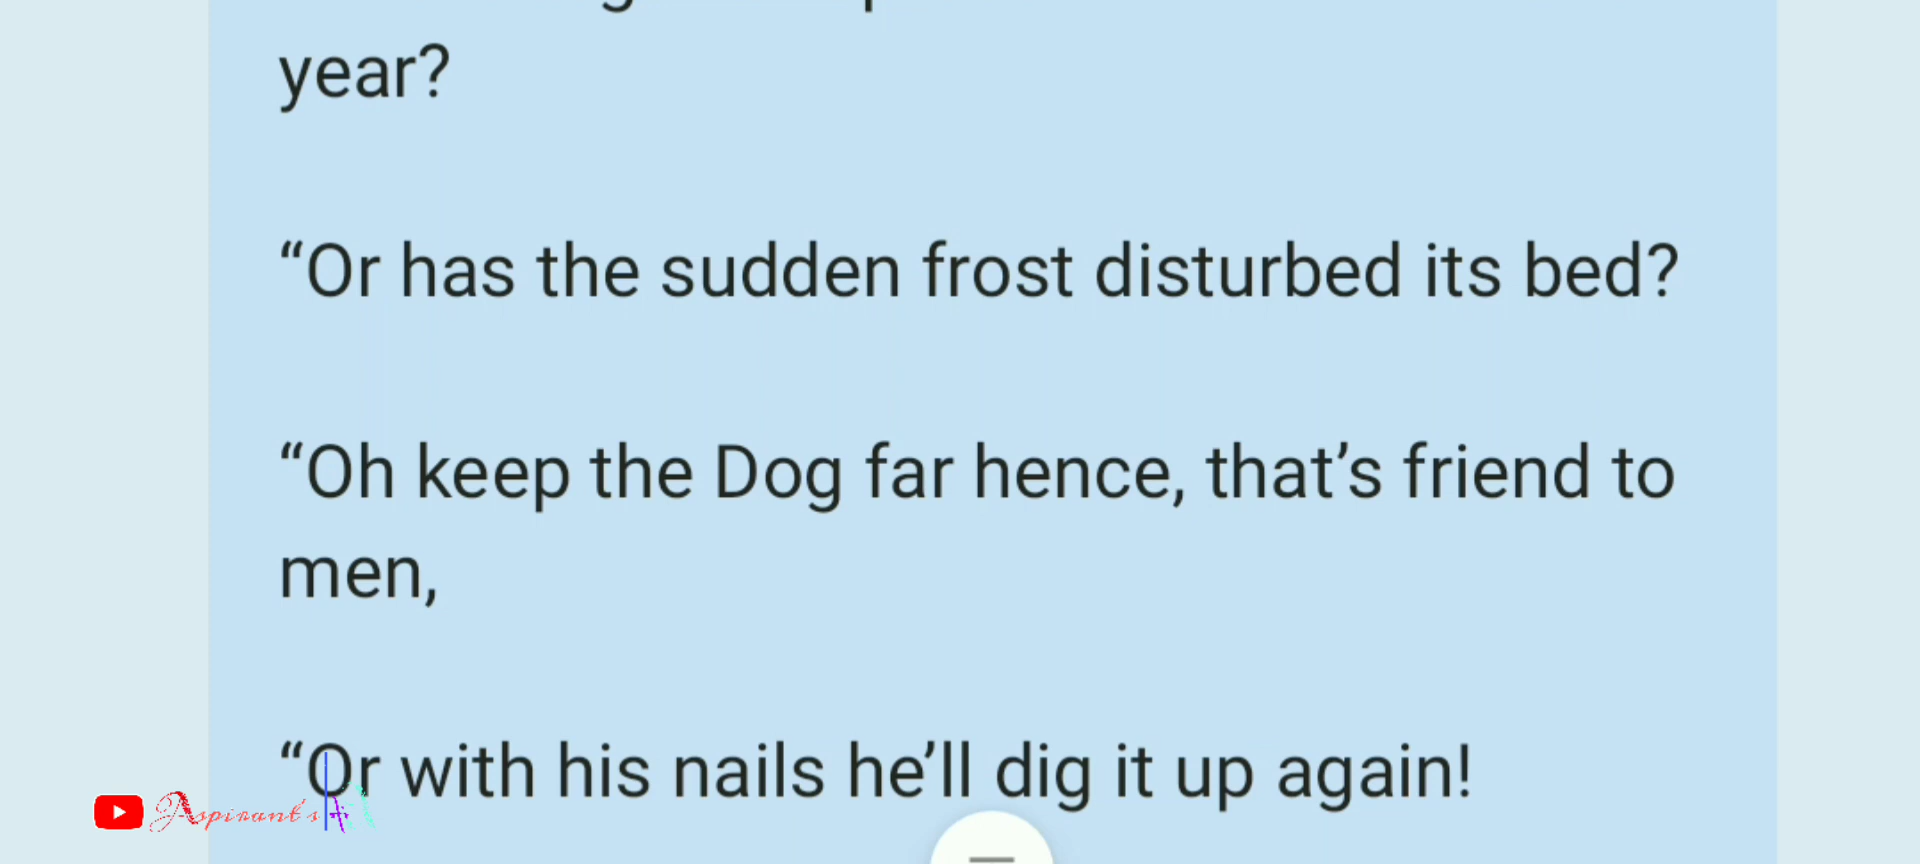 year?
“Or has the sudden frost disturbed its bed?
“Oh keep the Dog far hence, that’s friend to
men,
“Or with his nails he’ll dig it up again!
Aspirant's